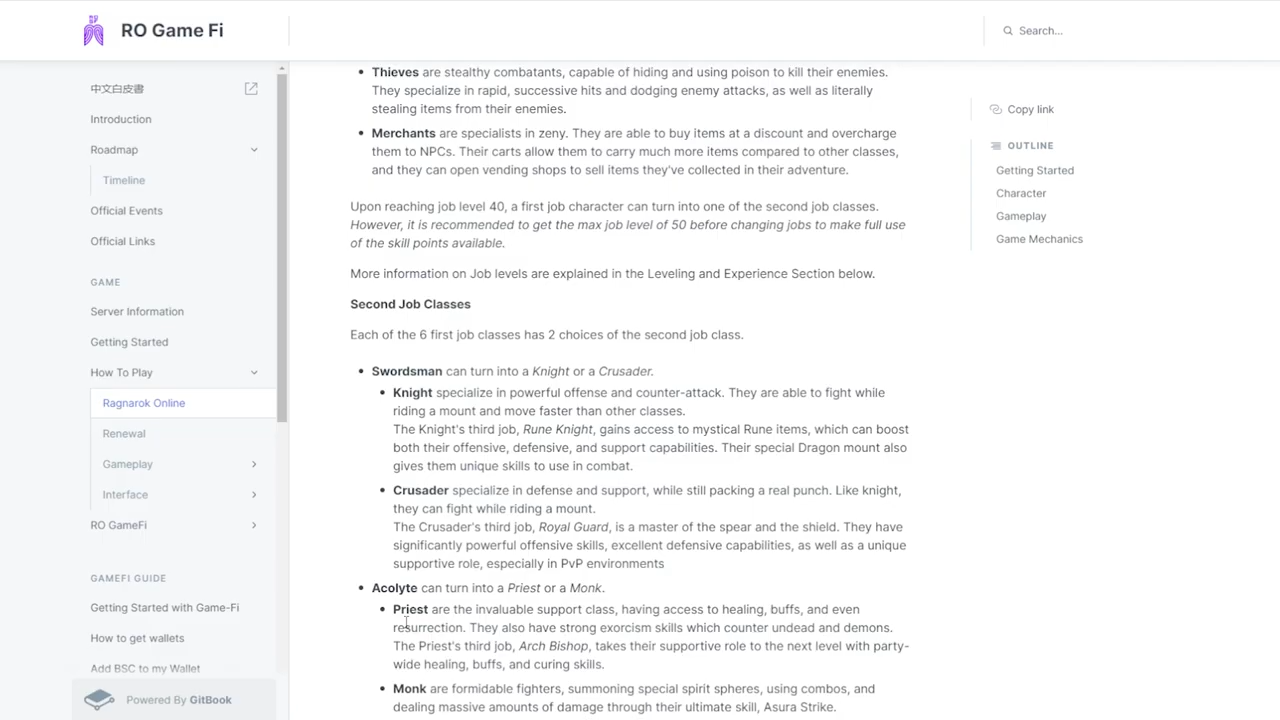 RO Game Fi
Search...
中文白皮書
Introduction
Roadmap
Timeline
Official Events
Official Links
GAME
Server Information
Getting Started
How To Play
Ragnarok Online
Renewal
Gameplay
Interface
RO GameFi
GAMEFI GUIDE
Getting Started with Game-Fi
How to get wallets
Add BSC to my Wallet
Powered By GitBook
Thieves are stealthy combatants, capable of hiding and using poison to kill their enemies.
They specialize in rapid, successive hits and dodging enemy attacks, as well as literally
stealing items from their enemies.
Merchants are specialists in zeny. They are able to buy items at a discount and overcharge
them to NPCs. Their carts allow them to carry much more items compared to other classes,
and they can open vending shops to sell items they've collected in their adventure.
Upon reaching job level 40, a first job character can turn into one of the second job classes.
However, it is recommended to get the max job level of 50 before changing jobs to make full use
of the skill points available.
More information on Job levels are explained in the Leveling and Experience Section below.
Second Job Classes
Each of the 6 first job classes has 2 choices of the second job class.
Swordsman can turn into a Knight or a Crusader.
Knight specialize in powerful offense and counter-attack. They are able to fight while
riding a mount and move faster than other classes.
The Knight's third job, Rune Knight, gains access to mystical Rune items, which can boost
both their offensive, defensive, and support capabilities. Their special Dragon mount also
gives them unique skills to use in combat.
Crusader specialize in defense and support, while still packing a real punch. Like knight,
they can fight while riding a mount.
The Crusader's third job, Royal Guard, is a master of the spear and the shield. They have
significantly powerful offensive skills, excellent defensive capabilities, as well as a unique
supportive role, especially in PvP environments
Acolyte can turn into a Priest or a Monk.
Priest are the invaluable support class, having access to healing, buffs, and even
resurrection. They also have strong exorcism skills which counter undead and demons.
The Priest's third job, Arch Bishop, takes their supportive role to the next level with party-
wide healing, buffs, and curing skills.
Monk are formidable fighters, summoning special spirit spheres, using combos, and
dealing massive amounts of damage through their ultimate skill, Asura Strike.
Copy link
OUTLINE
Getting Started
Character
Gameplay
Game Mechanics